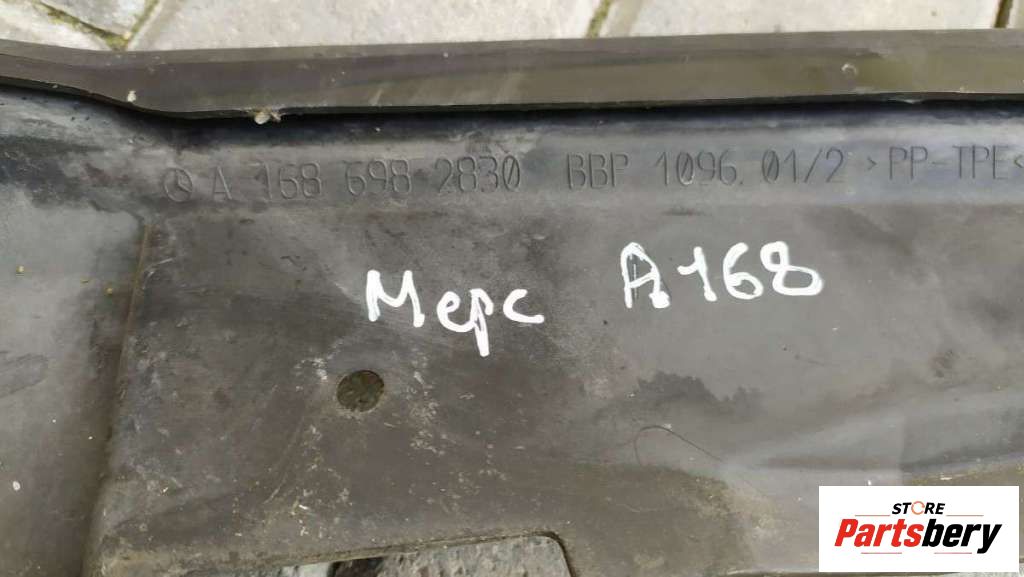 A 168 698 2830 BBP 1096.01/2 >PP-TPE<
Мерс A168
STORE
Partsbery